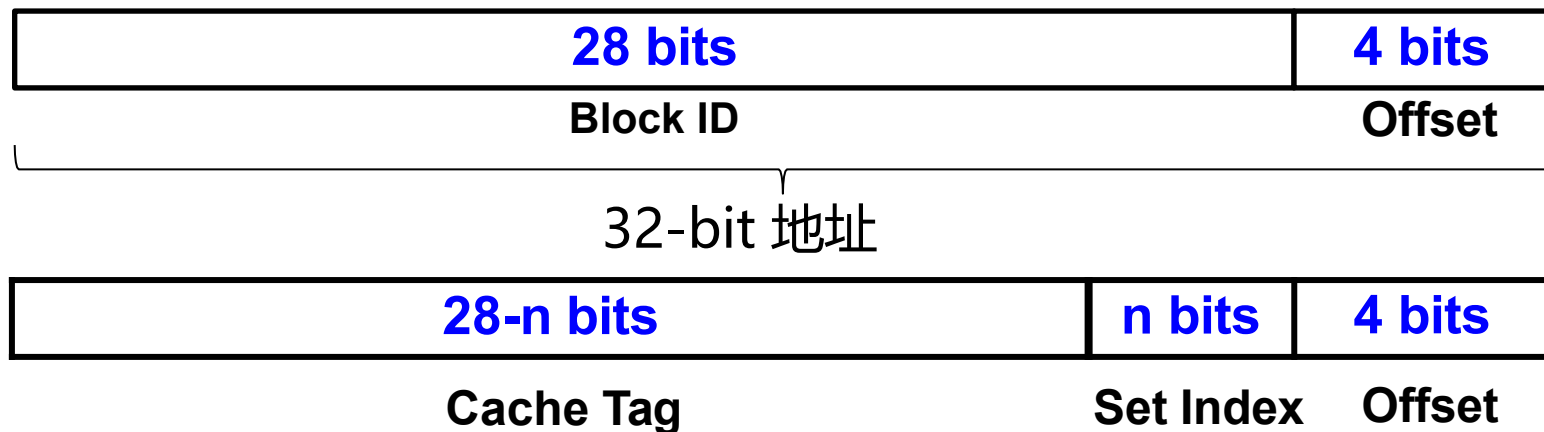 28 bits 4 bits
Block ID Offset
32-bit 地址
28-n bits n bits 4 bits
Cache Tag Set Index Offset